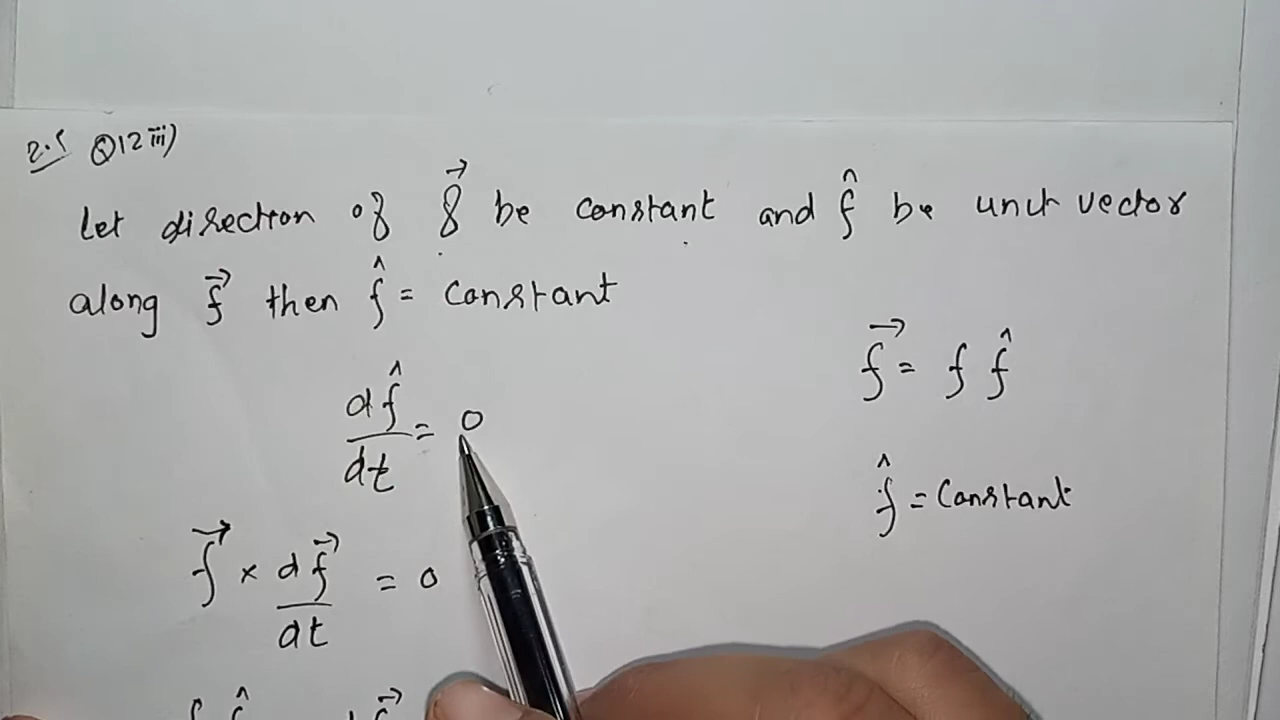 2.5 Q12 iii)
Let direction of f⃗ be constant and f̂ be unit vector
along f⃗ then f̂ = constant
f⃗ = f f̂
df̂/dt = 0
f̂ = constant
f⃗ × df⃗/dt = 0